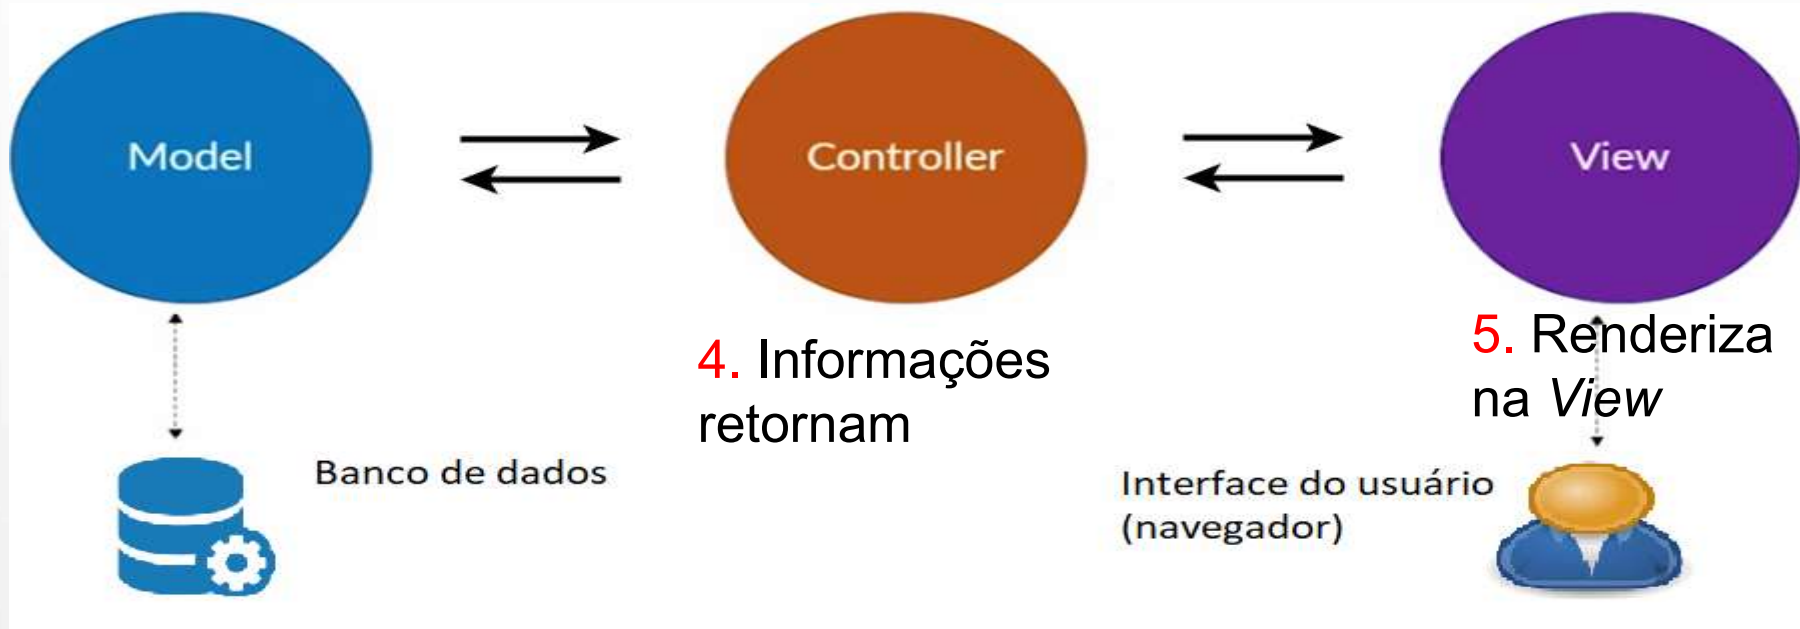 Model
Controller
View
4. Informações
retornam
5. Renderiza
na View
Banco de dados
Interface do usuário
(navegador)